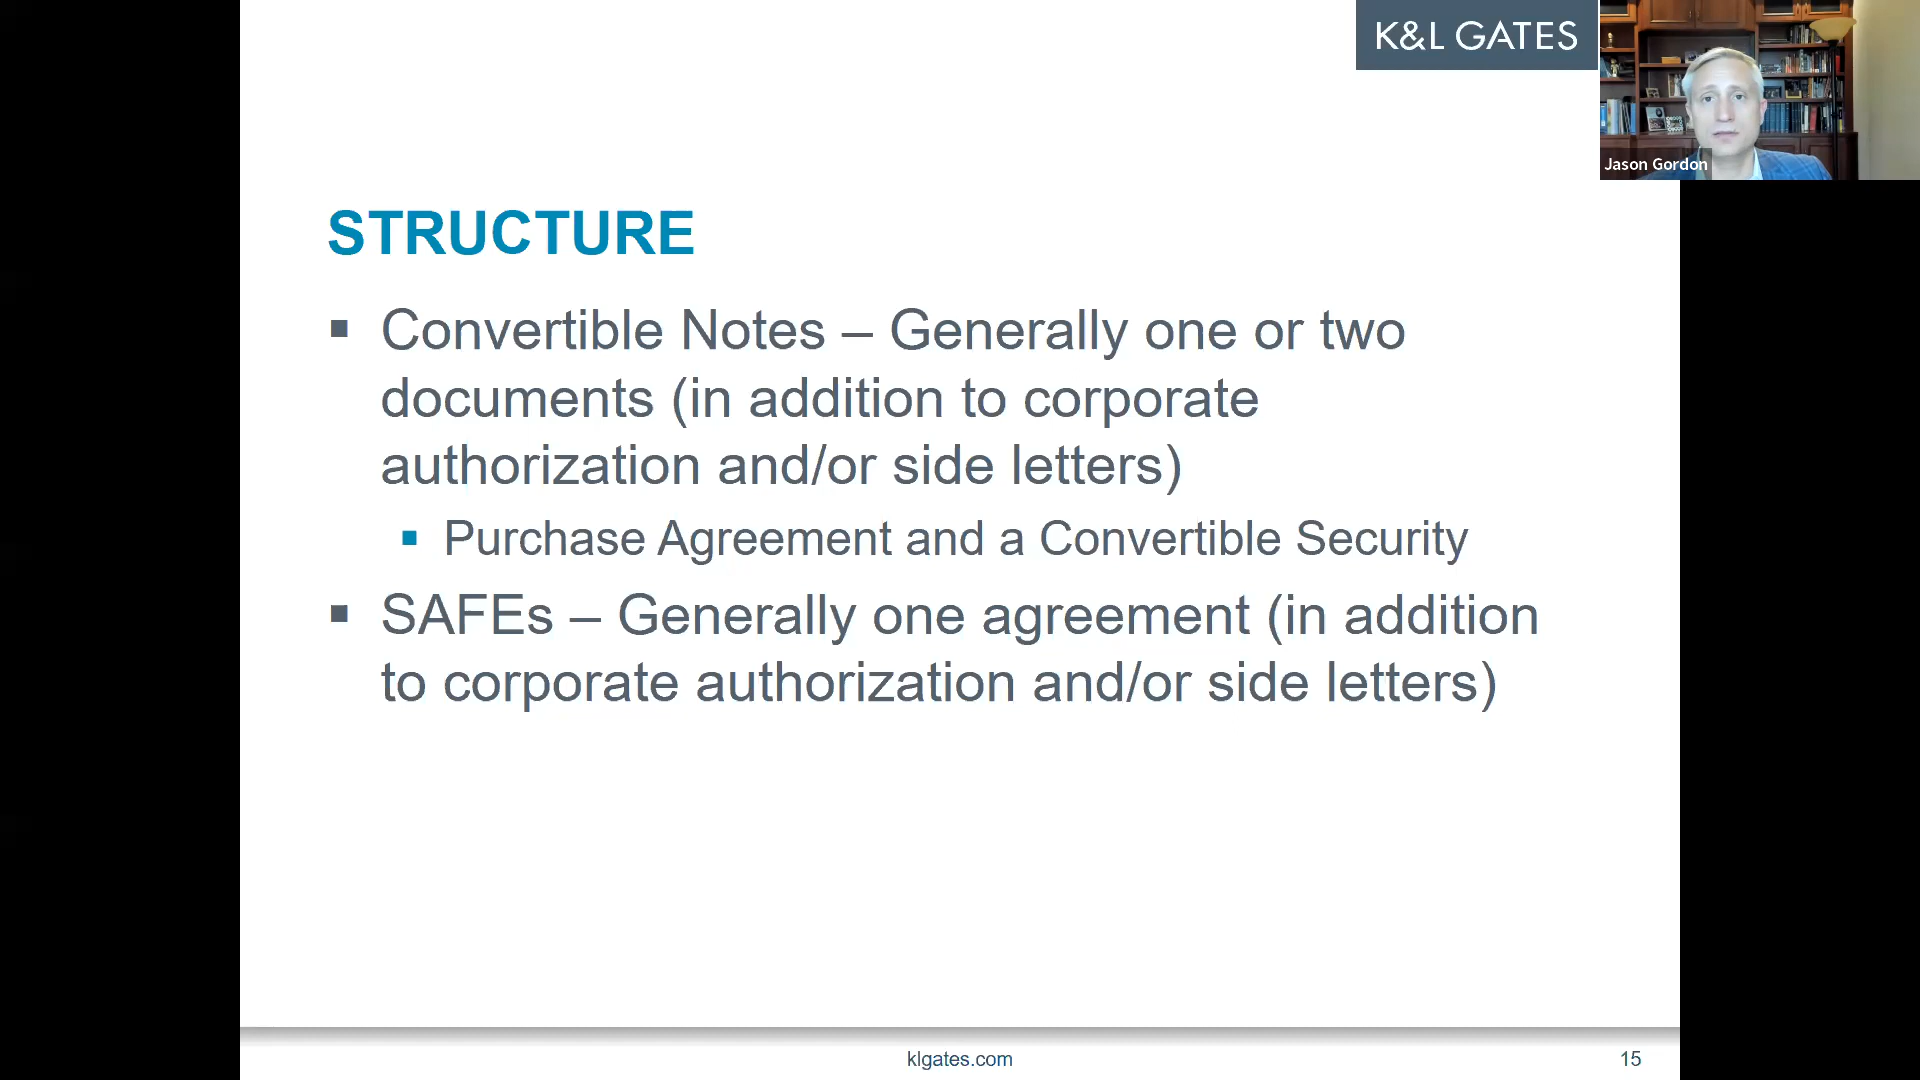 K&L GATES
Jason Gordon
STRUCTURE
▪ Convertible Notes – Generally one or two
documents (in addition to corporate
authorization and/or side letters)
▪ Purchase Agreement and a Convertible Security
▪ SAFEs – Generally one agreement (in addition
to corporate authorization and/or side letters)
klgates.com
15